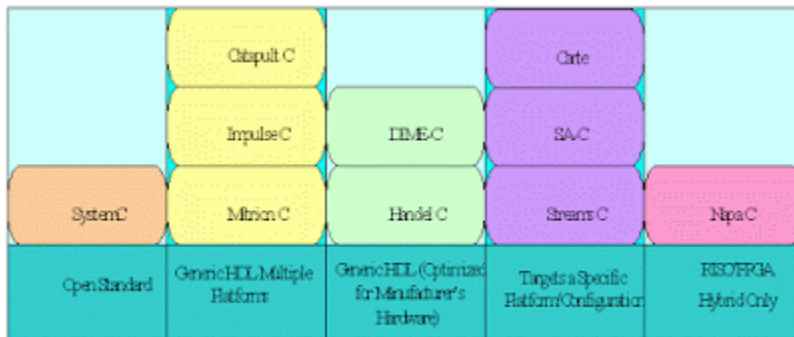 Catapult C
Carte
Impulse C
DIME-C
SA-C
SystemC
Mitrion C
Handel C
Streams C
Napa C
Open Standard
Generic HDL Multiple
Platforms
Generic HDL (Optimized
for Manufacturer's
Hardware)
Targets a Specific
Platform/Configuration
RISC/FPGA
Hybrid Only